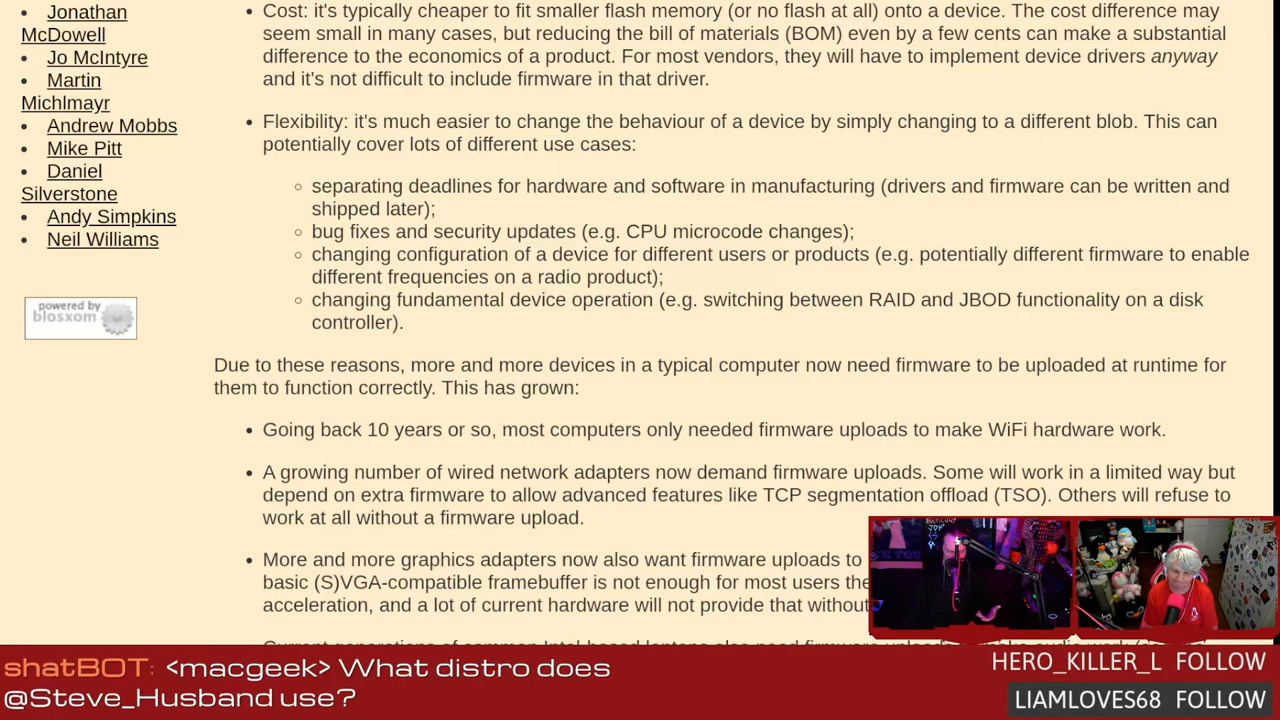 Jonathan
McDowell
Jo McIntyre
Martin
Michlmayr
Andrew Mobbs
Mike Pitt
Daniel
Silverstone
Andy Simpkins
Neil Williams
powered by
blosxom
Cost: it's typically cheaper to fit smaller flash memory (or no flash at all) onto a device. The cost difference may
seem small in many cases, but reducing the bill of materials (BOM) even by a few cents can make a substantial
difference to the economics of a product. For most vendors, they will have to implement device drivers anyway
and it's not difficult to include firmware in that driver.
Flexibility: it's much easier to change the behaviour of a device by simply changing to a different blob. This can
potentially cover lots of different use cases:
separating deadlines for hardware and software in manufacturing (drivers and firmware can be written and
shipped later);
bug fixes and security updates (e.g. CPU microcode changes);
changing configuration of a device for different users or products (e.g. potentially different firmware to enable
different frequencies on a radio product);
changing fundamental device operation (e.g. switching between RAID and JBOD functionality on a disk
controller).
Due to these reasons, more and more devices in a typical computer now need firmware to be uploaded at runtime for
them to function correctly. This has grown:
Going back 10 years or so, most computers only needed firmware uploads to make WiFi hardware work.
A growing number of wired network adapters now demand firmware uploads. Some will work in a limited way but
depend on extra firmware to allow advanced features like TCP segmentation offload (TSO). Others will refuse to
work at all without a firmware upload.
More and more graphics adapters now also want firmware uploads to
basic (S)VGA-compatible framebuffer is not enough for most users the
acceleration, and a lot of current hardware will not provide that without
shatBOT: <macgeek> What distro does
@Steve_Husband use?
HERO_KILLER_L FOLLOW
LIAMLOVES68 FOLLOW